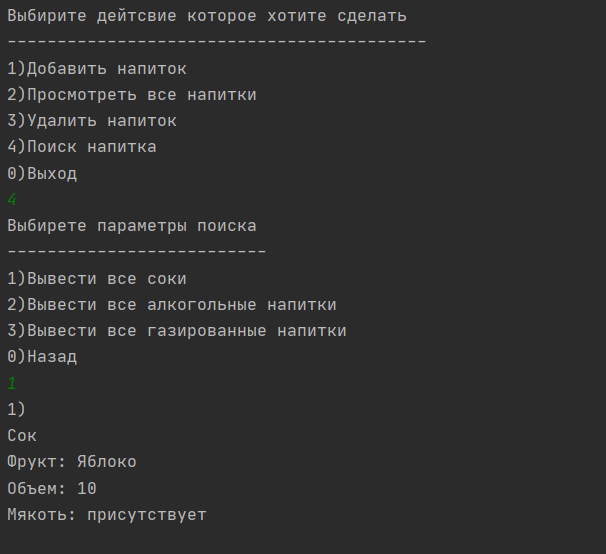 Выбирите дейтсвие которое хотите сделать
------------------------------------------
1)Добавить напиток
2)Просмотреть все напитки
3)Удалить напиток
4)Поиск напитка
0)Выход
4
Выбирете параметры поиска
--------------------------
1)Вывести все соки
2)Вывести все алкогольные напитки
3)Вывести все газированные напитки
0)Назад
1
1)
Сок
Фрукт: Яблоко
Объем: 10
Мякоть: присутствует